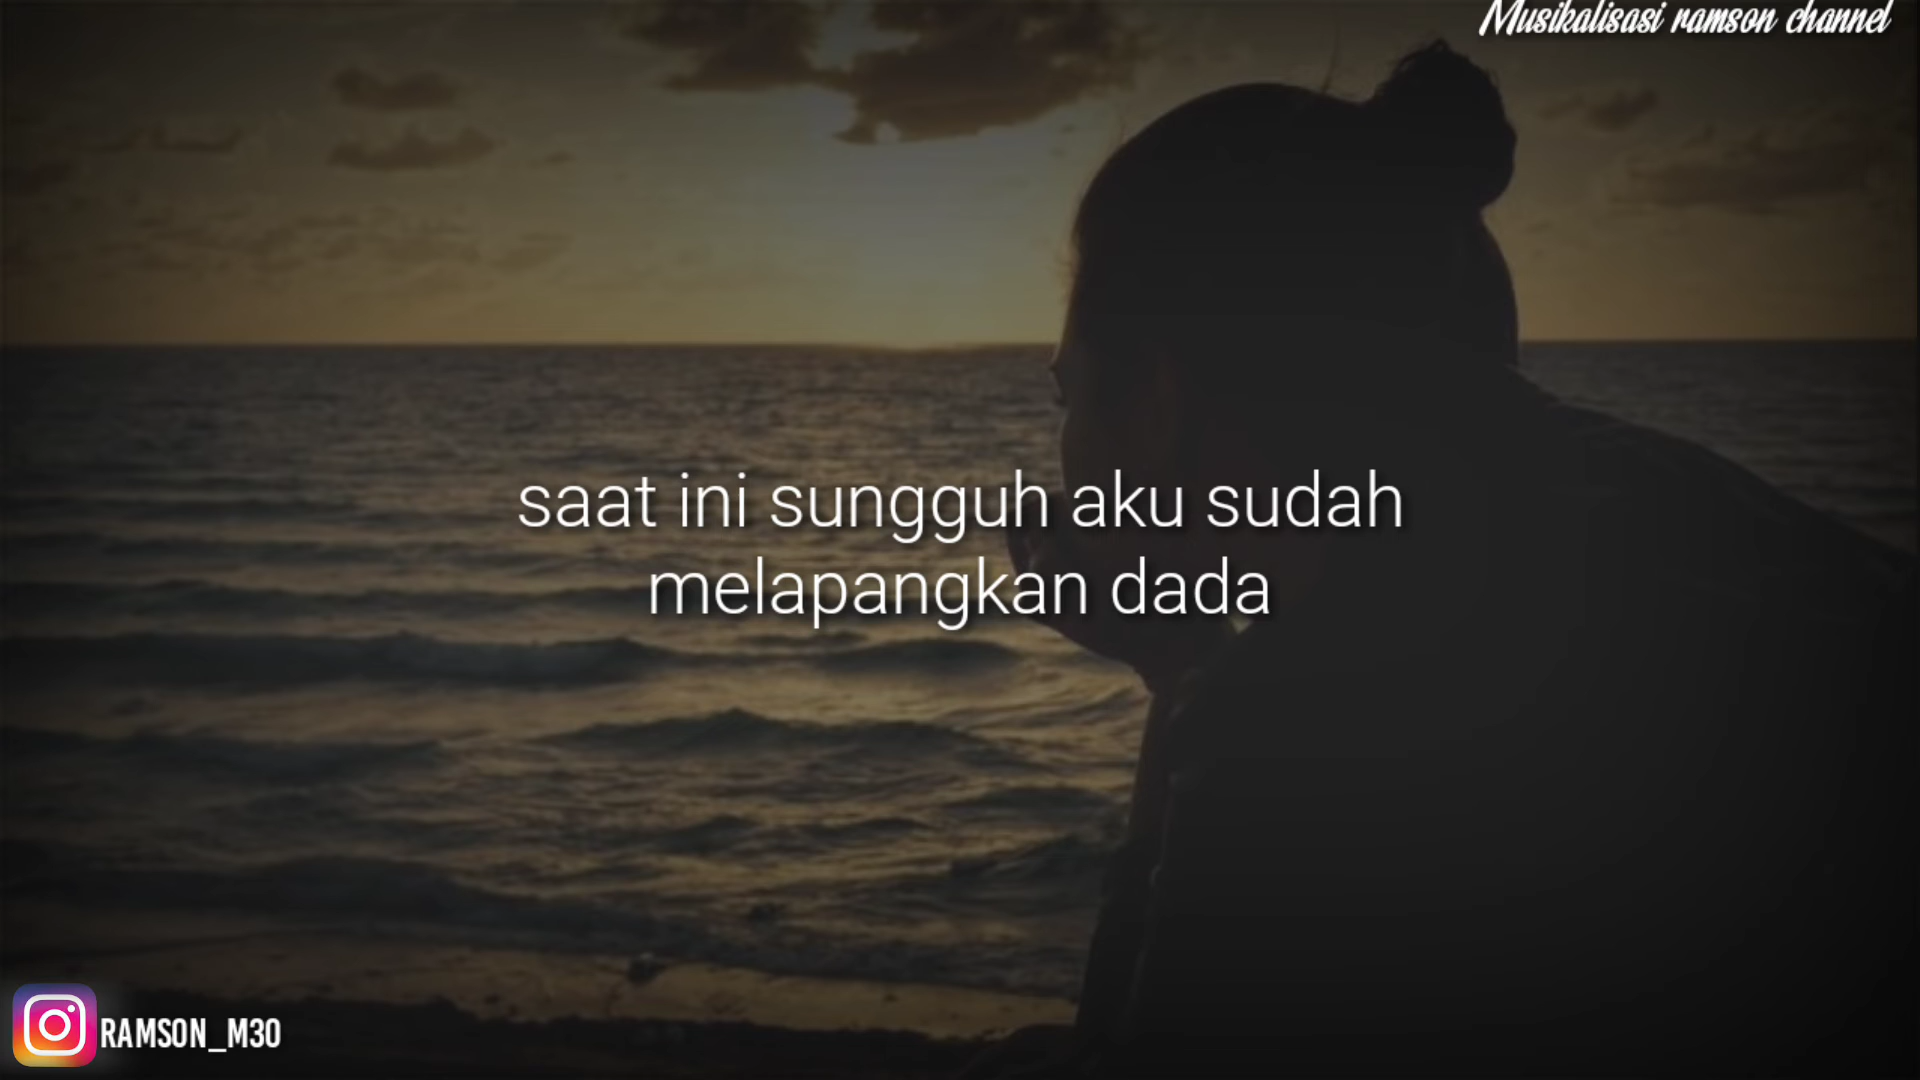 Musikalisasi ramson channel
saat ini sungguh aku sudah
melapangkan dada
RAMSON_M30